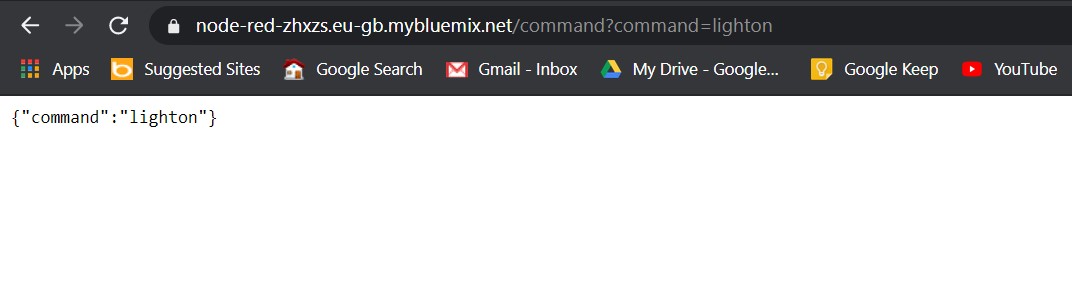 node-red-zhxzs.eu-gb.mybluemix.net/command?command=lighton
Apps Suggested Sites Google Search Gmail - Inbox My Drive - Google... Google Keep YouTube
{"command":"lighton"}